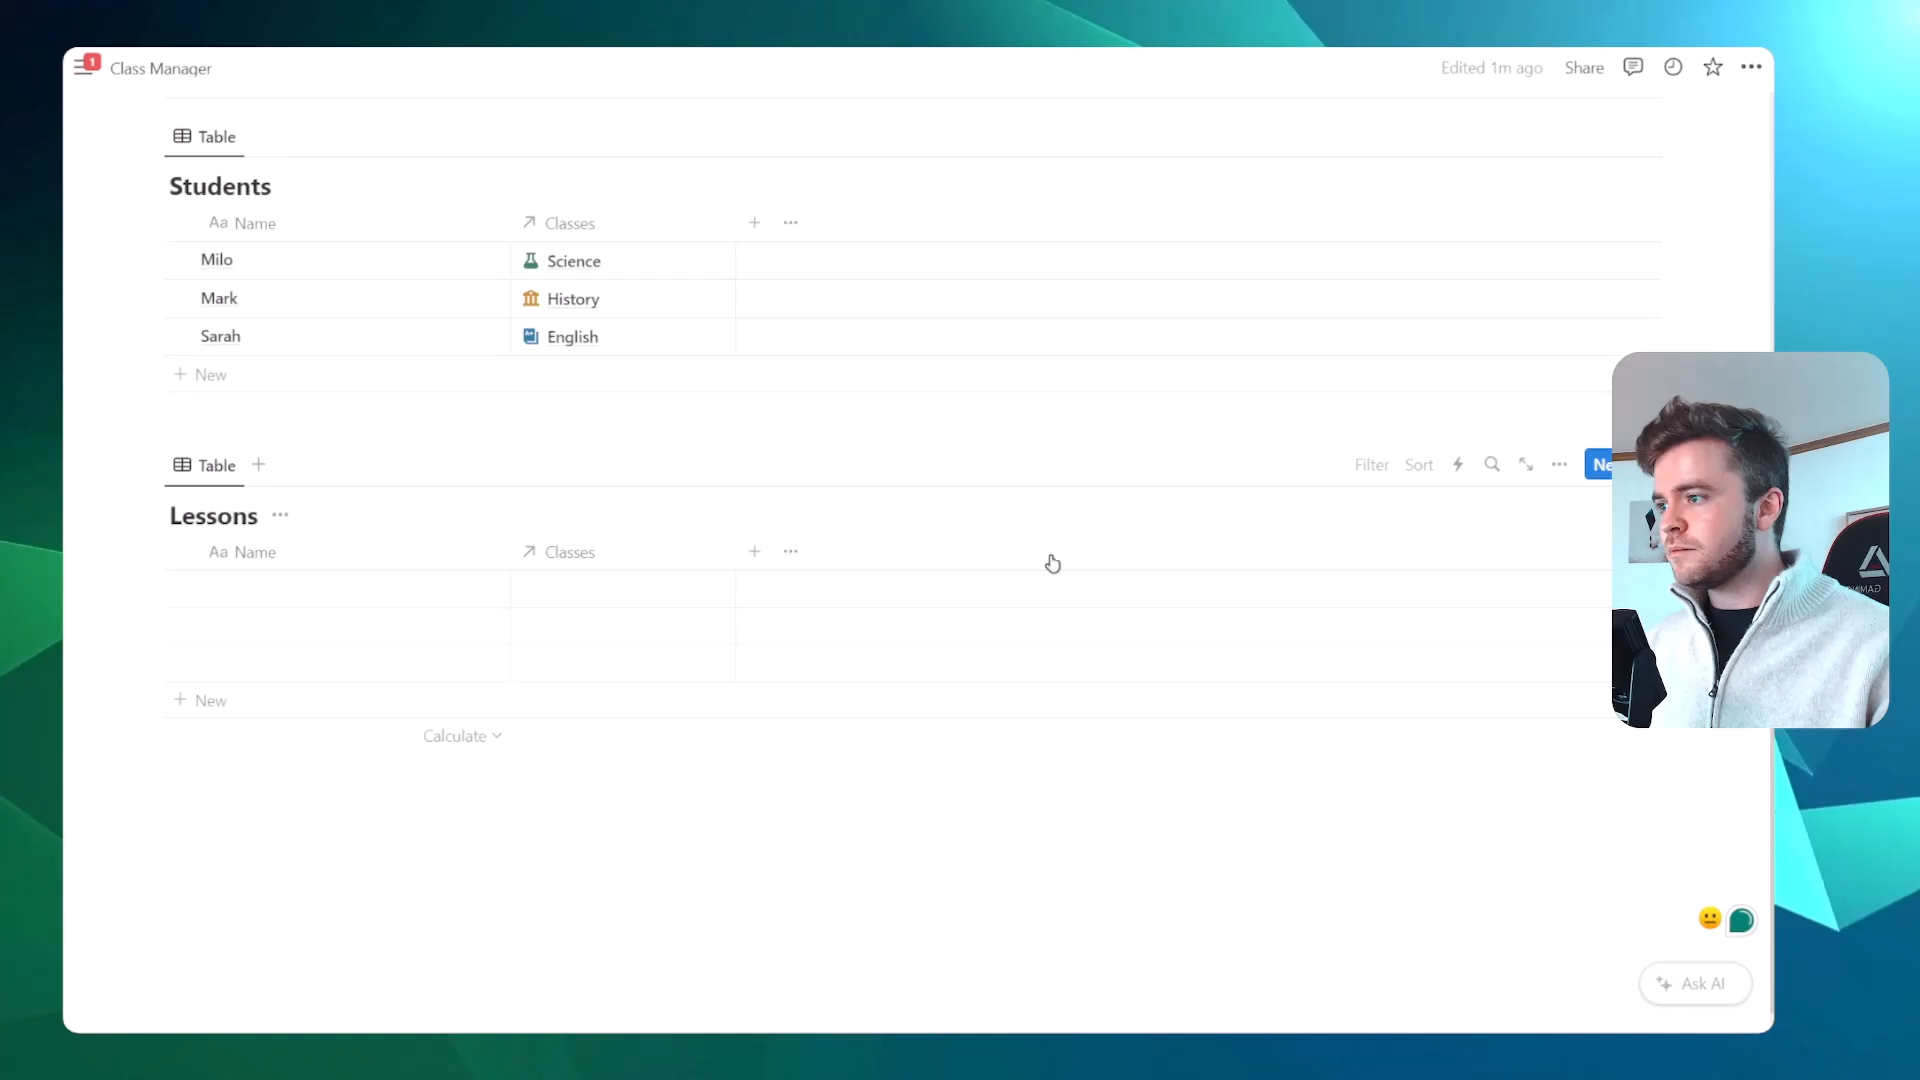 1
Class Manager
Edited 1m ago
Share
Table
Students
Aa Name
Classes
Milo
Science
Mark
History
Sarah
English
+ New
Table
Filter
Sort
Ne
Lessons
Aa Name
Classes
+ New
Calculate
Ask AI